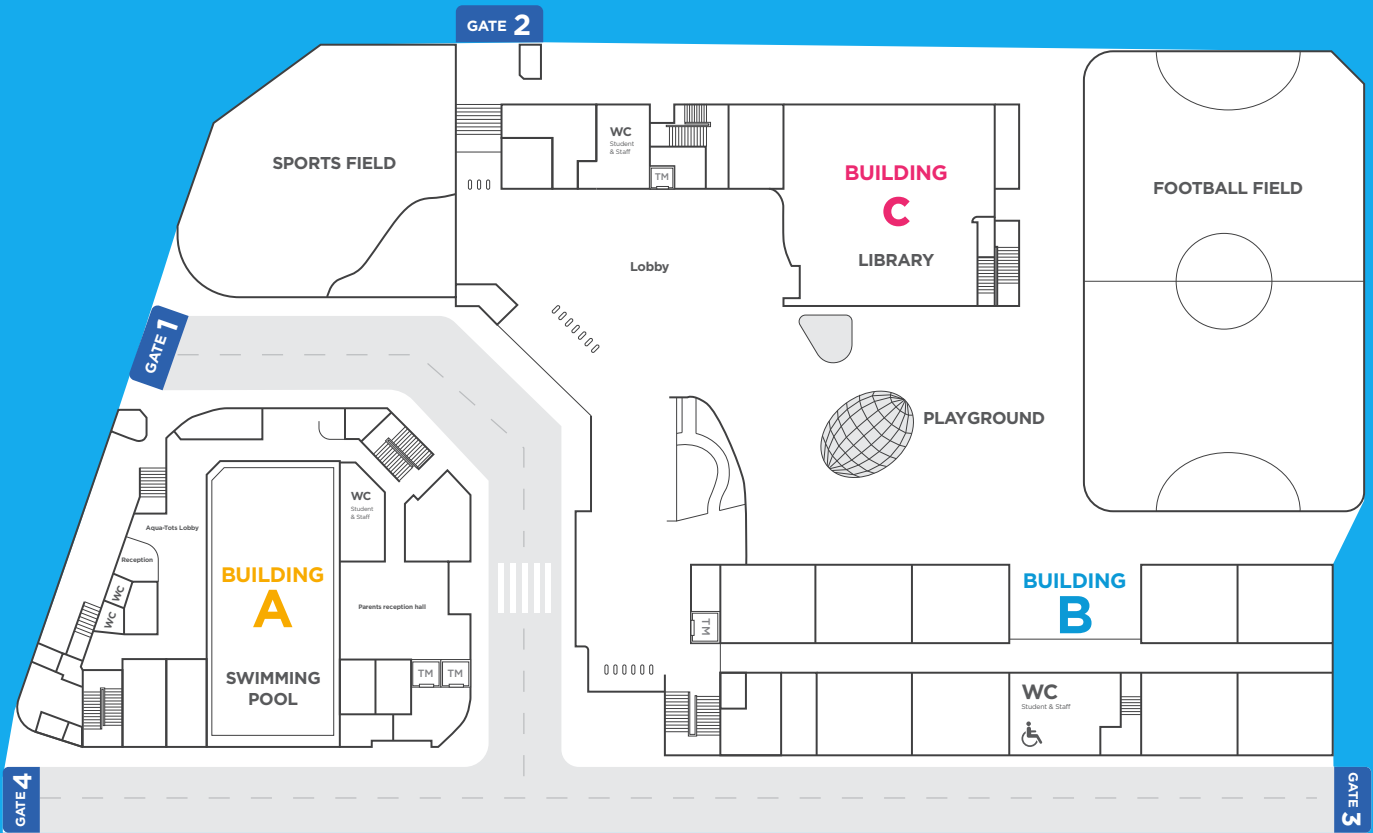 GATE 2
SPORTS FIELD
WC
Student
& Staff
TM
BUILDING
C
LIBRARY
FOOTBALL FIELD
Lobby
GATE 1
PLAYGROUND
WC
Student
& Staff
Aqua-Tots Lobby
Reception
WC
WC
BUILDING
A
SWIMMING
POOL
Parents reception hall
TM
TM
TM
BUILDING
B
WC
Student & Staff
GATE 4
GATE 3